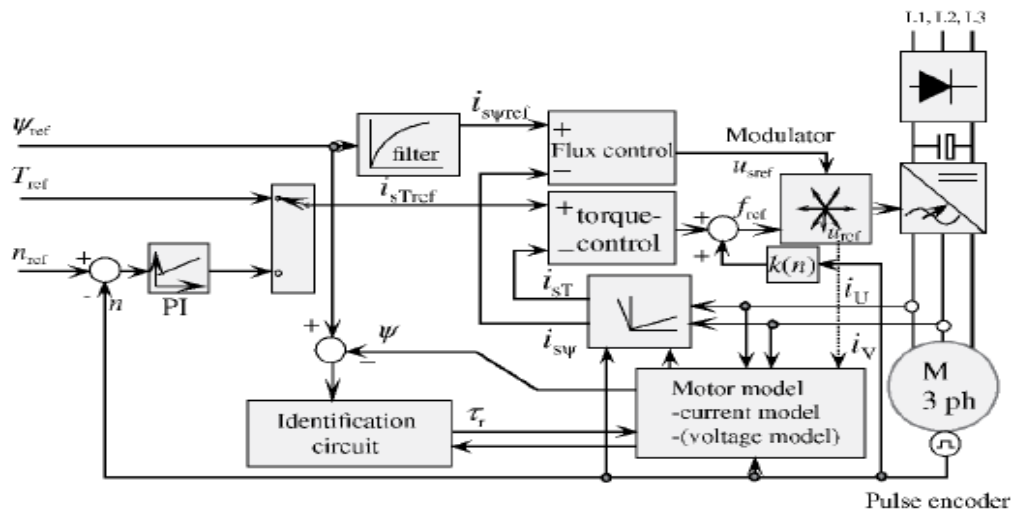 L1, L2, L3
ψref
isψref
filter
+
Flux control
−
Modulator
usref
Tref
isTref
+
torque-
control
−
+
fref
+
uref
k(n)
nref
+
-
n
PI
isT
isψ
iU
iV
+
−
ψ
M
3 ph
Identification
circuit
τr
Motor model
-current model
-(voltage model)
Pulse encoder